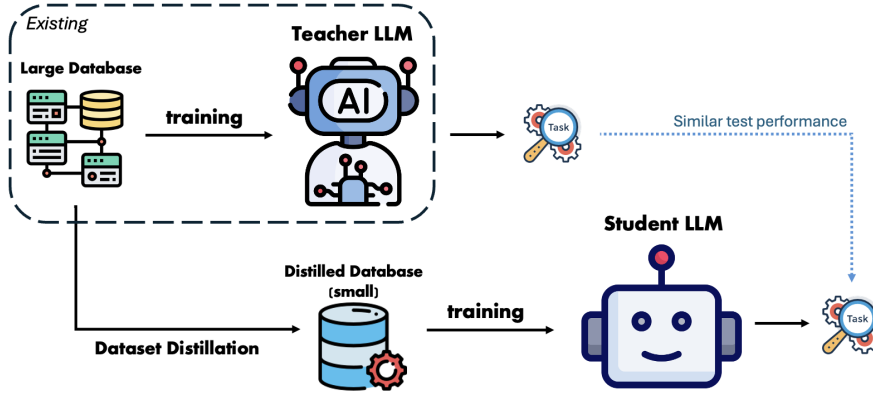 Existing
Teacher LLM
Large Database
AI
training
Task
Similar test performance
Student LLM
Distilled Database
(small)
training
Task
Dataset Distillation